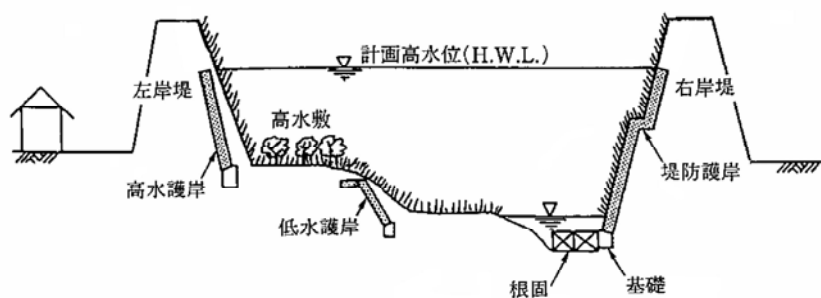 計画高水位(H.W.L.)
左岸堤
右岸堤
高水敷
堤防護岸
高水護岸
低水護岸
根固
基礎